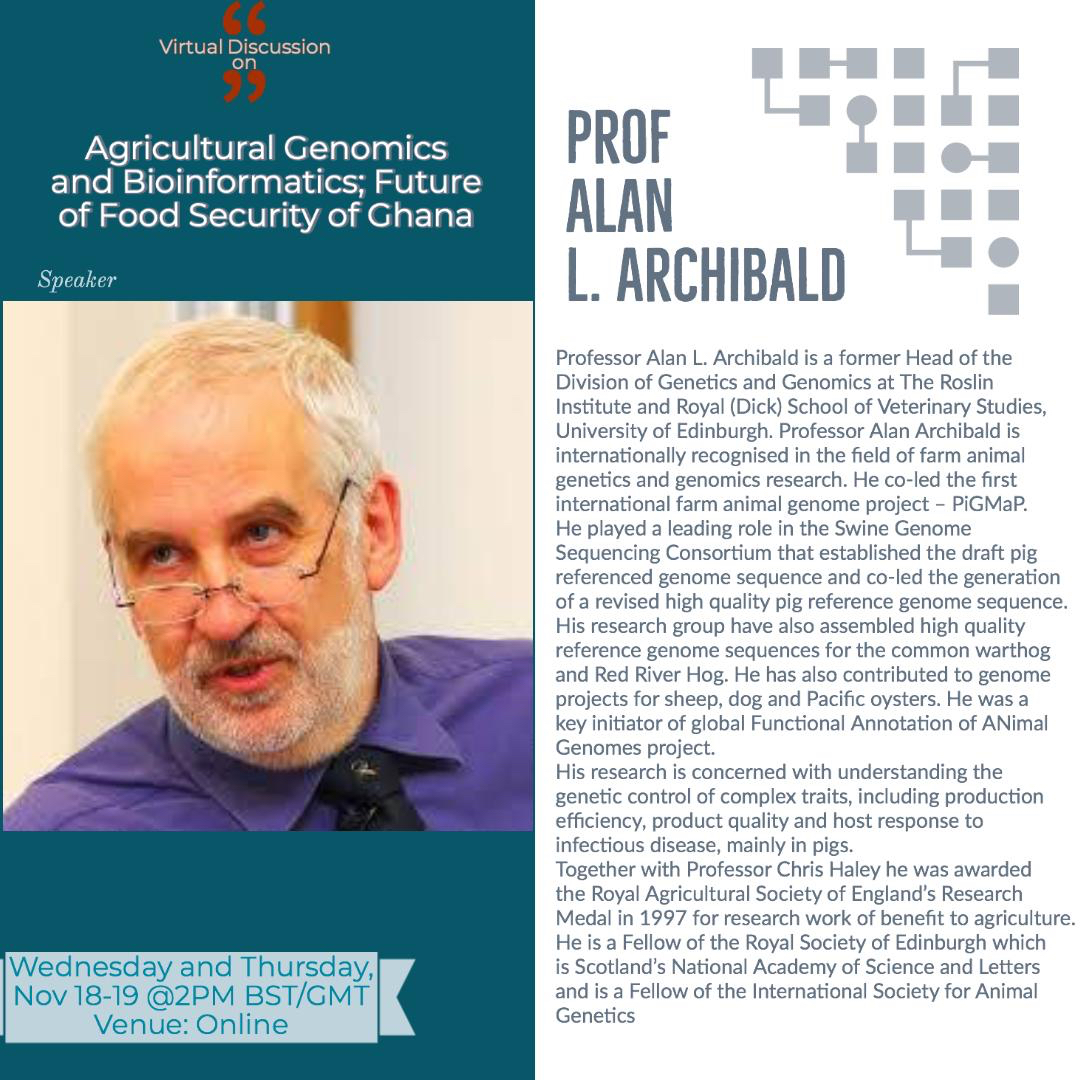 Virtual Discussion
on
Agricultural Genomics
and Bioinformatics; Future
of Food Security of Ghana
Speaker
Wednesday and Thursday,
Nov 18-19 @2PM BST/GMT
Venue: Online
PROF
ALAN
L. ARCHIBALD
Professor Alan L. Archibald is a former Head of the
Division of Genetics and Genomics at The Roslin
Institute and Royal (Dick) School of Veterinary Studies,
University of Edinburgh. Professor Alan Archibald is
internationally recognised in the field of farm animal
genetics and genomics research. He co-led the first
international farm animal genome project – PiGMaP.
He played a leading role in the Swine Genome
Sequencing Consortium that established the draft pig
referenced genome sequence and co-led the generation
of a revised high quality pig reference genome sequence.
His research group have also assembled high quality
reference genome sequences for the common warthog
and Red River Hog. He has also contributed to genome
projects for sheep, dog and Pacific oysters. He was a
key initiator of global Functional Annotation of ANimal
Genomes project.
His research is concerned with understanding the
genetic control of complex traits, including production
efficiency, product quality and host response to
infectious disease, mainly in pigs.
Together with Professor Chris Haley he was awarded
the Royal Agricultural Society of England's Research
Medal in 1997 for research work of benefit to agriculture.
He is a Fellow of the Royal Society of Edinburgh which
is Scotland's National Academy of Science and Letters
and is a Fellow of the International Society for Animal
Genetics